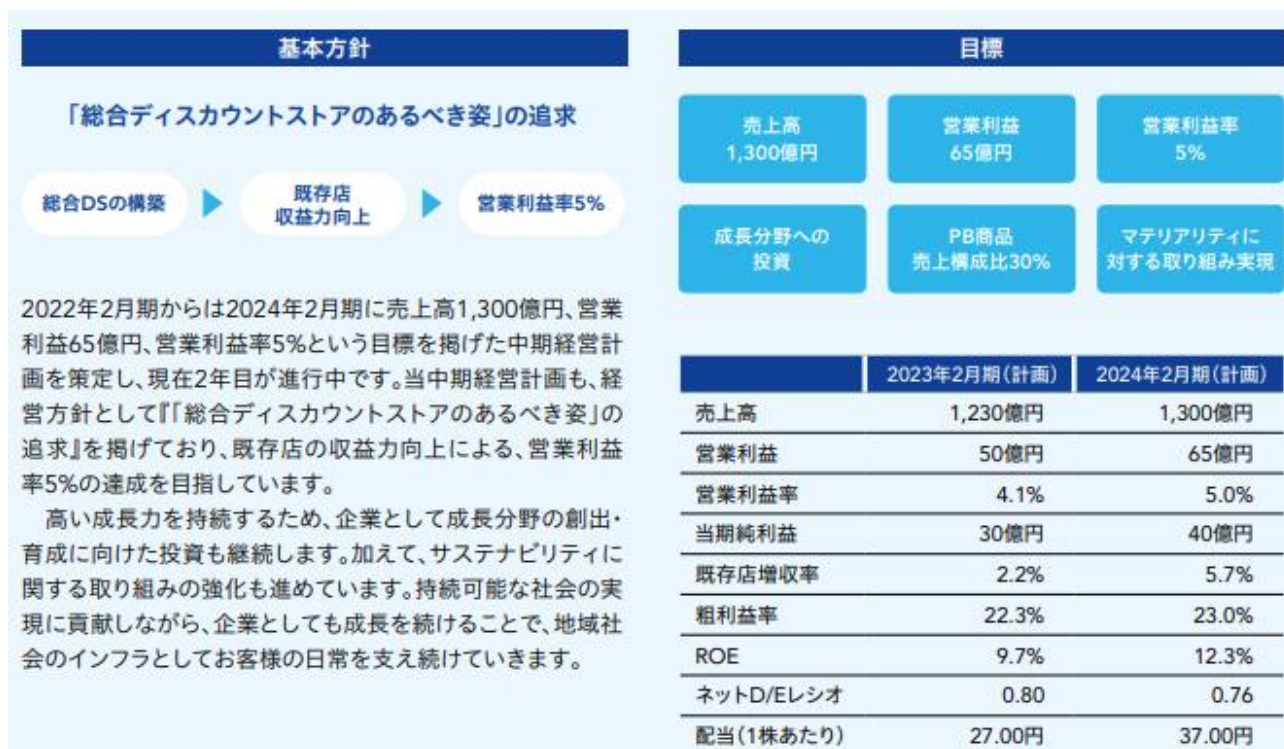 基本方針
「総合ディスカウントストアのあるべき姿」の追求
総合DSの構築
既存店
収益力向上
営業利益率5%
2022年2月期からは2024年2月期に売上高1,300億円、営業
利益65億円、営業利益率5%という目標を掲げた中期経営計
画を策定し、現在2年目が進行中です。当中期経営計画も、経
営方針として『「総合ディスカウントストアのあるべき姿」の
追求』を掲げており、既存店の収益力向上による、営業利益
率5%の達成を目指しています。
　高い成長力を持続するため、企業として成長分野の創出・
育成に向けた投資も継続します。加えて、サステナビリティに
関する取り組みの強化も進めています。持続可能な社会の実
現に貢献しながら、企業としても成長を続けることで、地域社
会のインフラとしてお客様の日常を支え続けていきます。
目標
売上高
1,300億円
営業利益
65億円
営業利益率
5%
成長分野への
投資
PB商品
売上構成比30%
マテリアリティに
対する取り組み実現
2023年2月期(計画) 2024年2月期(計画)
売上高 1,230億円 1,300億円
営業利益 50億円 65億円
営業利益率 4.1% 5.0%
当期純利益 30億円 40億円
既存店増収率 2.2% 5.7%
粗利益率 22.3% 23.0%
ROE 9.7% 12.3%
ネットD/Eレシオ 0.80 0.76
配当(1株あたり) 27.00円 37.00円